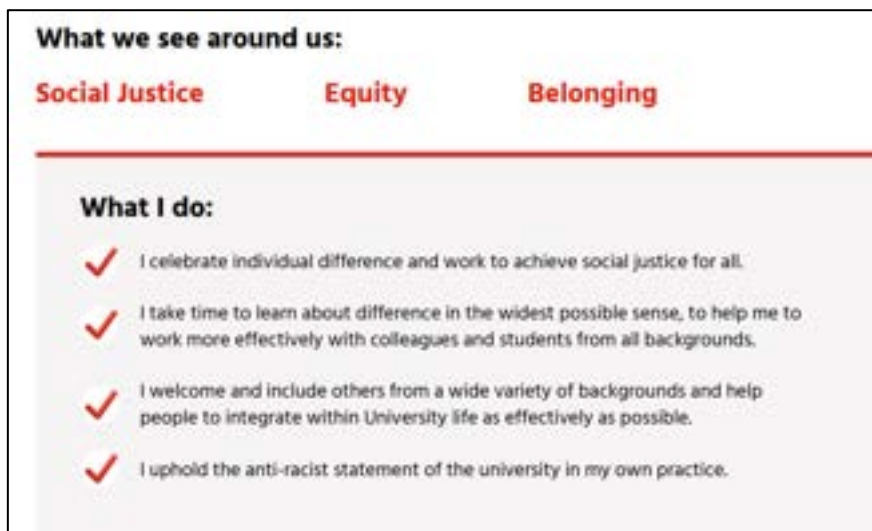 What we see around us:
Social Justice Equity Belonging
What I do:
I celebrate individual difference and work to achieve social justice for all.
I take time to learn about difference in the widest possible sense, to help me to
work more effectively with colleagues and students from all backgrounds.
I welcome and include others from a wide variety of backgrounds and help
people to integrate within University life as effectively as possible.
I uphold the anti-racist statement of the university in my own practice.